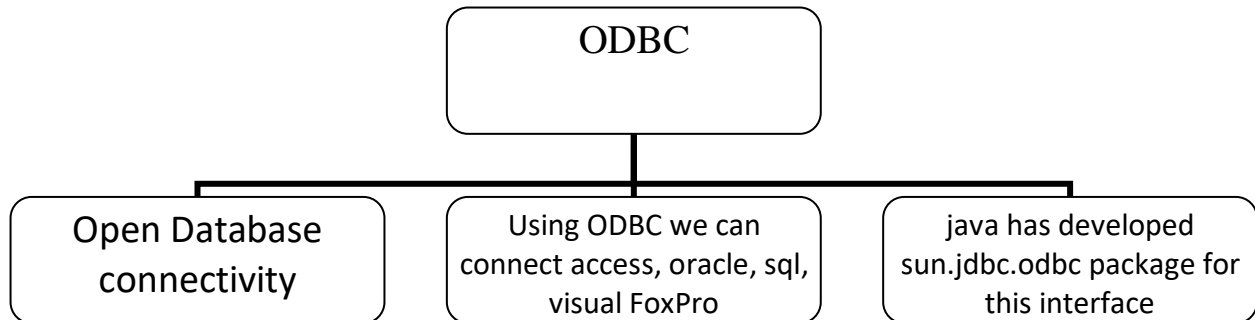 ODBC
Open Database
connectivity
Using ODBC we can
connect access, oracle, sql,
visual FoxPro
java has developed
sun.jdbc.odbc package for
this interface